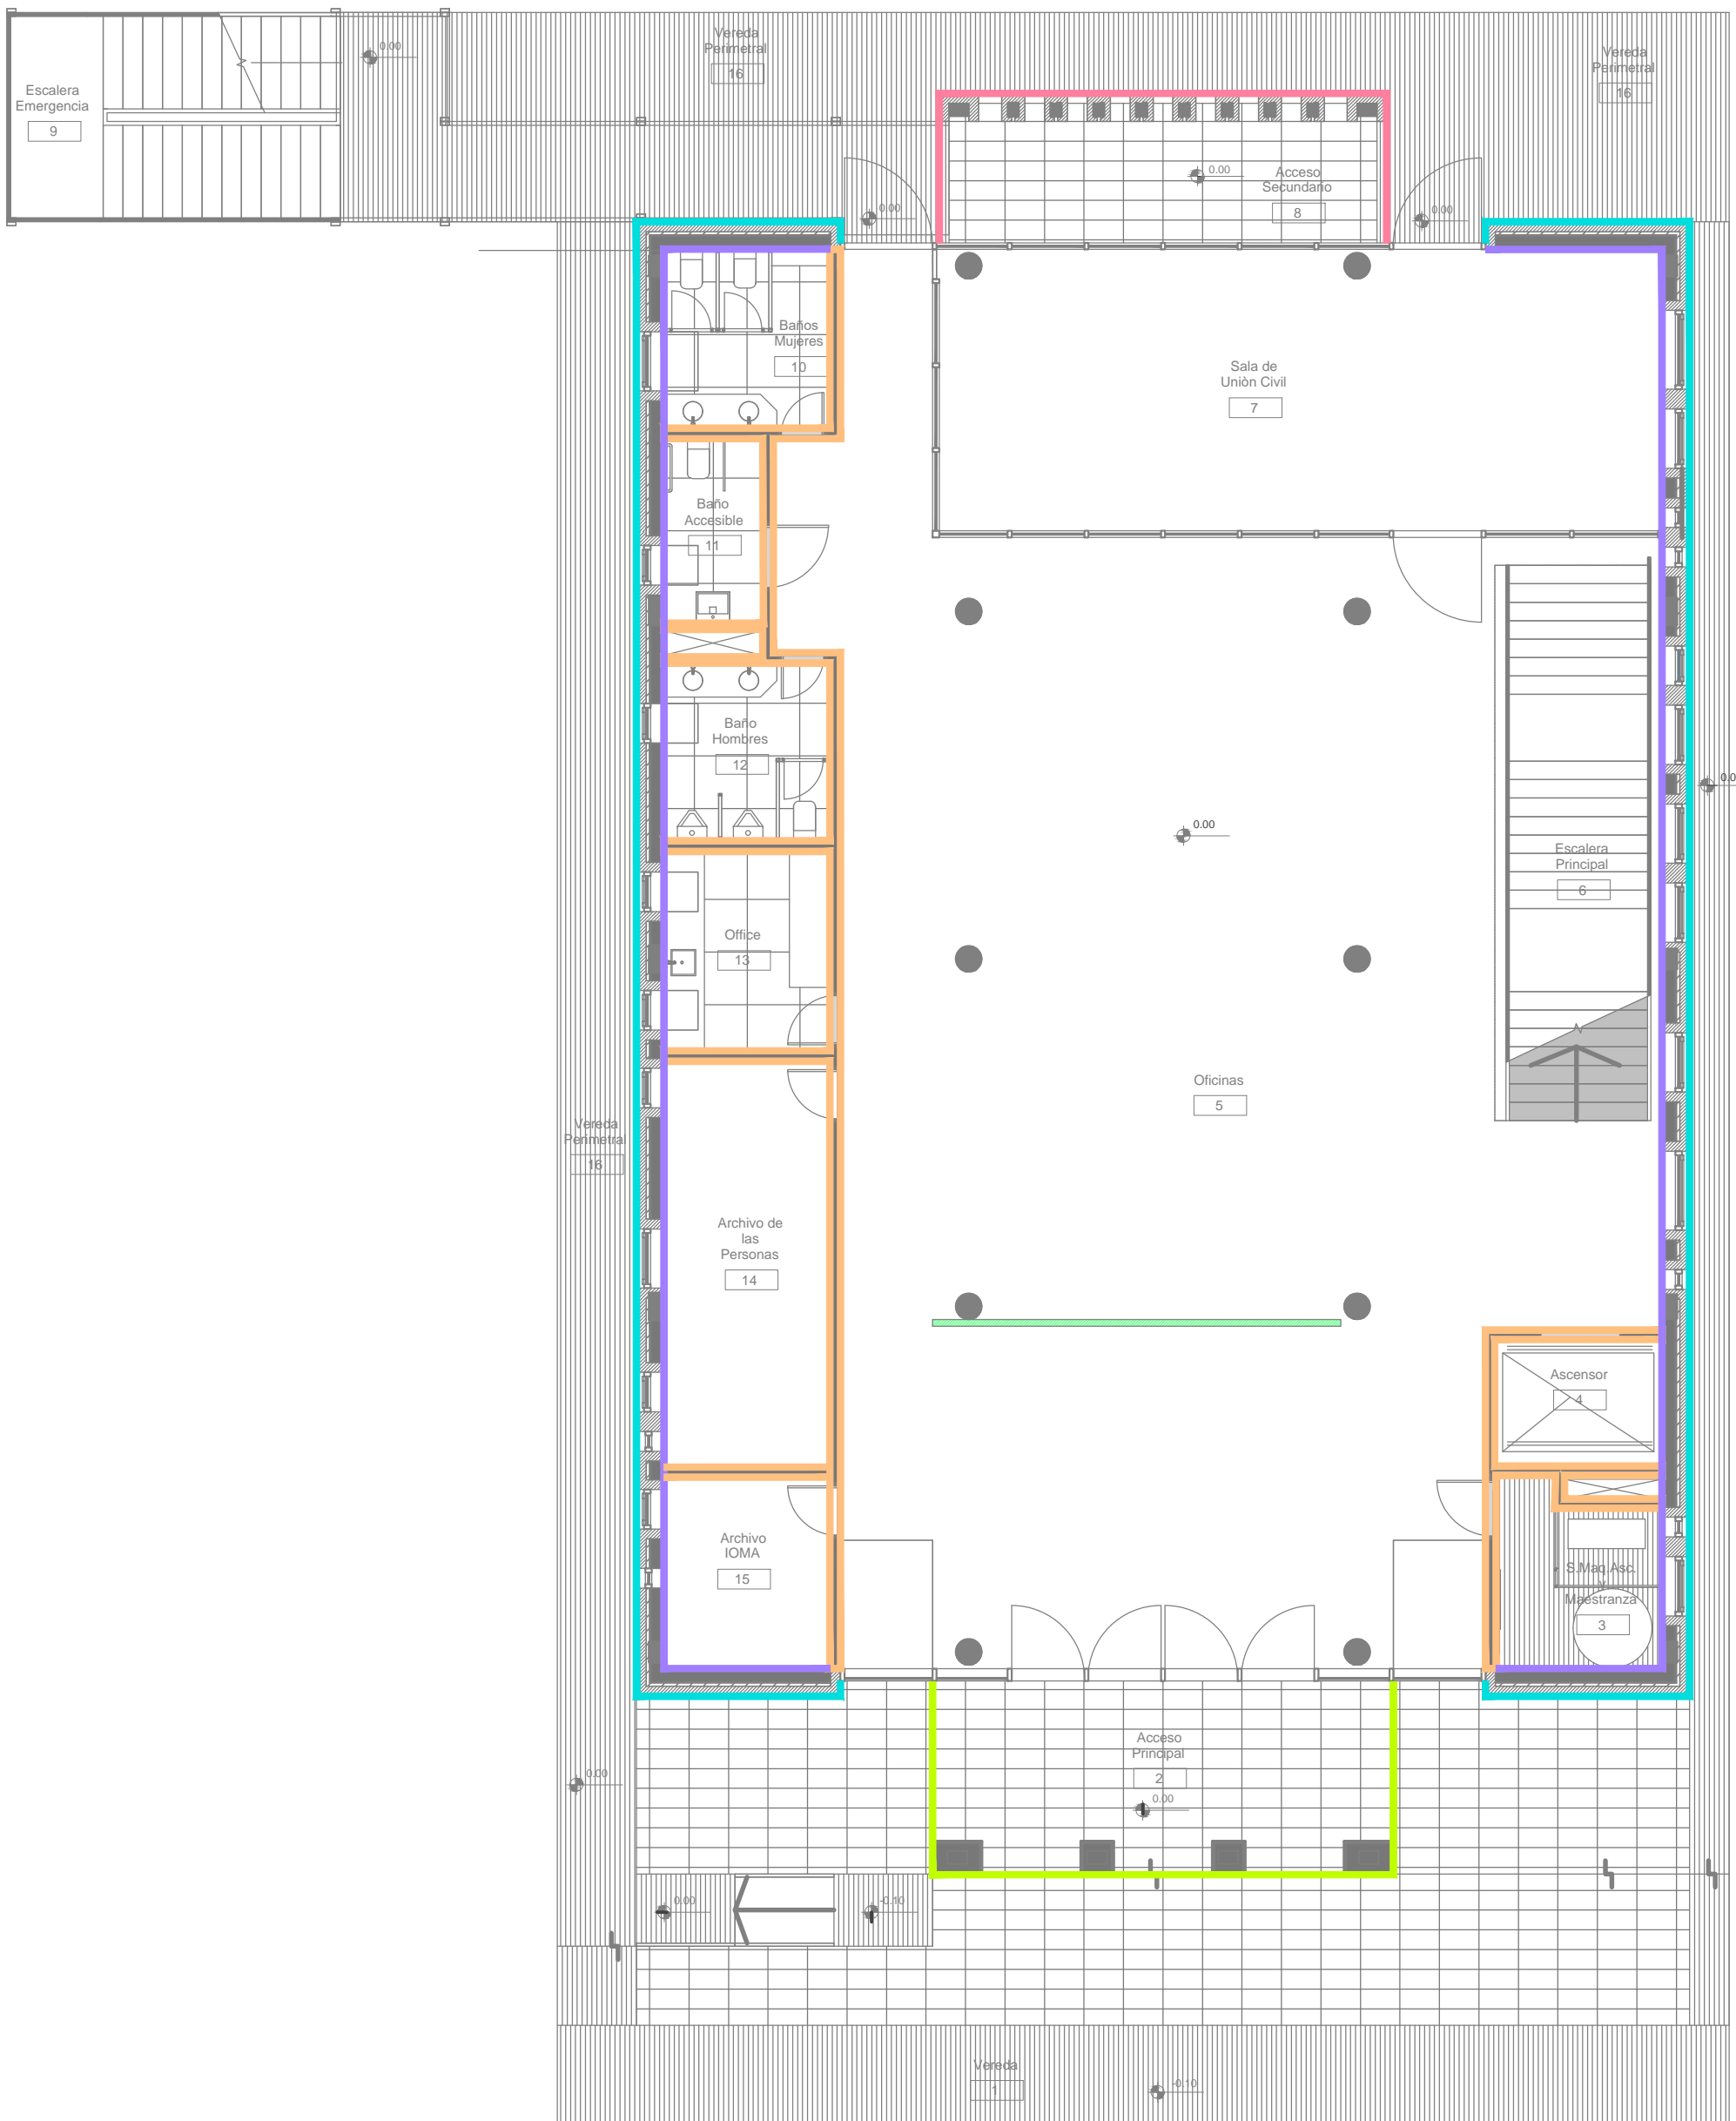 Vereda
Perimetral
16
0.00
Vereda
Perimetral
16
Escalera
Emergencia
9
0.00
Acceso
Secundario
8
0.00
0.00
Baños
Mujeres
10
Sala de
Uniòn Civil
7
Baño
Accesible
11
Baño
Hombres
12
0.0
0.00
Escalera
Principal
6
Office
13
Oficinas
5
Vereda
Perimetral
16
Archivo de
las
Personas
14
Ascensor
4
Archivo
IOMA
15
S.Maq.Asc.
y
Maestranza
3
Acceso
Principal
2
0.00
0.00
0.00
-0.10
Vereda
1
-0.10